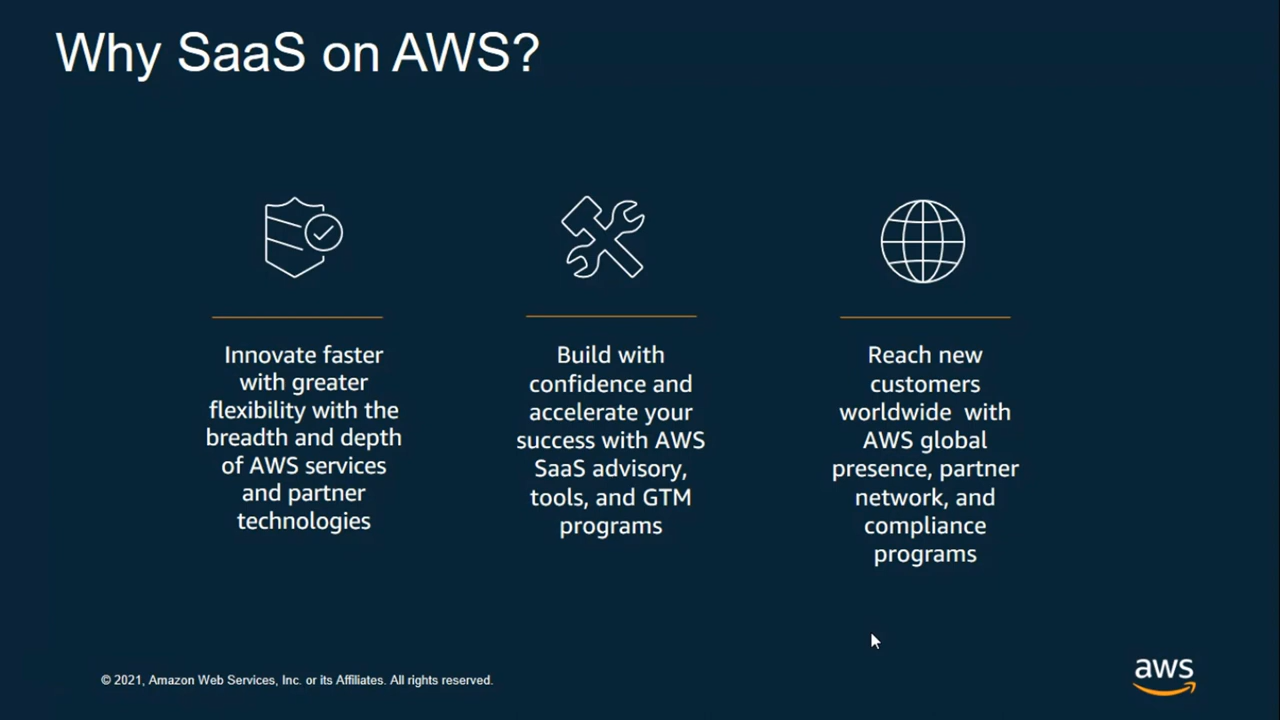 Why SaaS on AWS?
Innovate faster
with greater
flexibility with the
breadth and depth
of AWS services
and partner
technologies
Build with
confidence and
accelerate your
success with AWS
SaaS advisory,
tools, and GTM
programs
Reach new
customers
worldwide with
AWS global
presence, partner
network, and
compliance
programs
© 2021, Amazon Web Services, Inc. or its Affiliates. All rights reserved.
aws